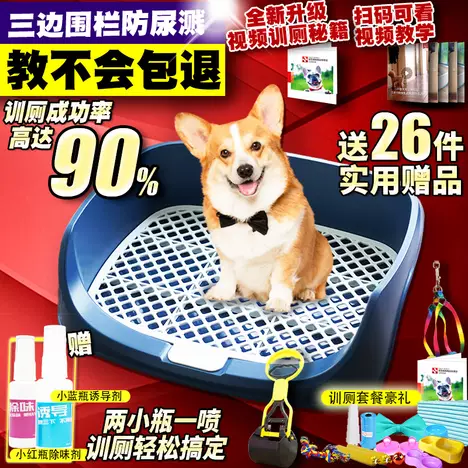 三边围栏防尿溅
教不会包退
训厕成功率
高达
90%
全新升级
视频训厕秘籍
扫码可看
视频教学
送26件
实用赠品
赠
小蓝瓶诱导剂
除味
诱导
小红瓶除味剂
两小瓶一喷
训厕轻松搞定
训厕套餐豪礼